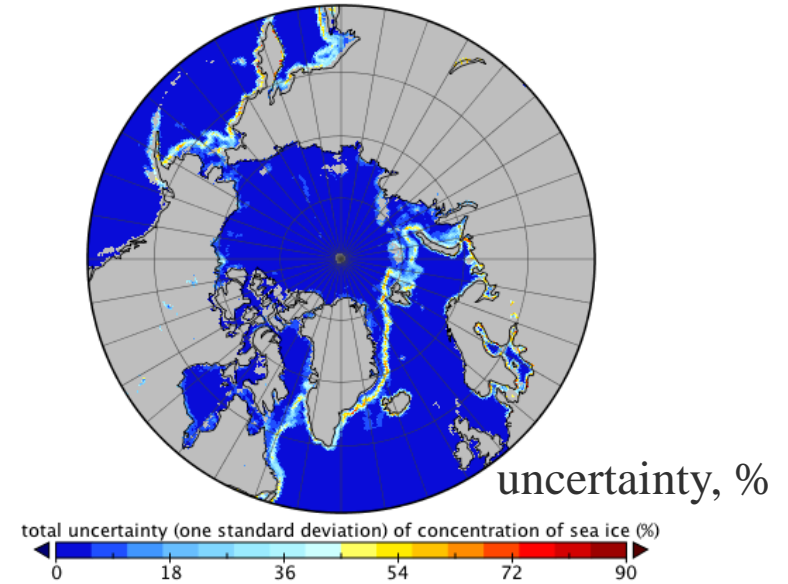 uncertainty, %
total uncertainty (one standard deviation) of concentration of sea ice (%)
0 18 36 54 72 90